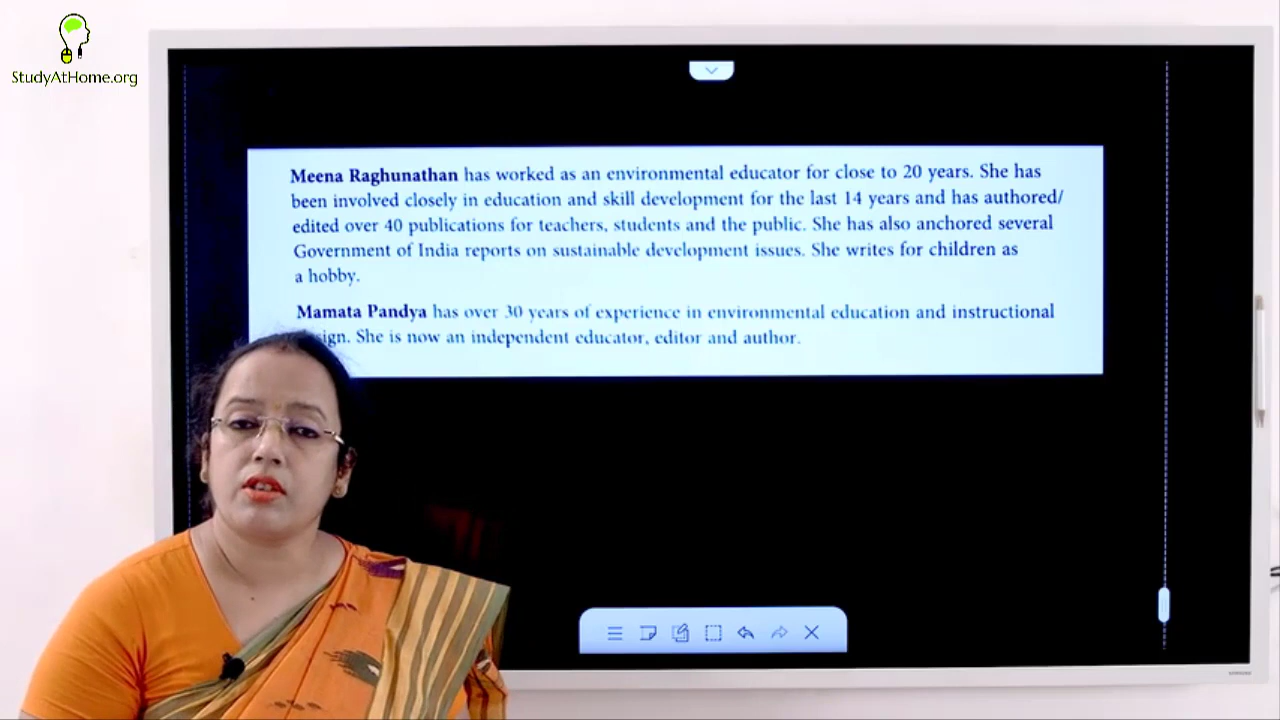 StudyAtHome.org
Meena Raghunathan has worked as an environmental educator for close to 20 years. She has
been involved closely in education and skill development for the last 14 years and has authored/
edited over 40 publications for teachers, students and the public. She has also anchored several
Government of India reports on sustainable development issues. She writes for children as
a hobby.
Mamata Pandya has over 30 years of experience in environmental education and instructional
ign. She is now an independent educator, editor and author.